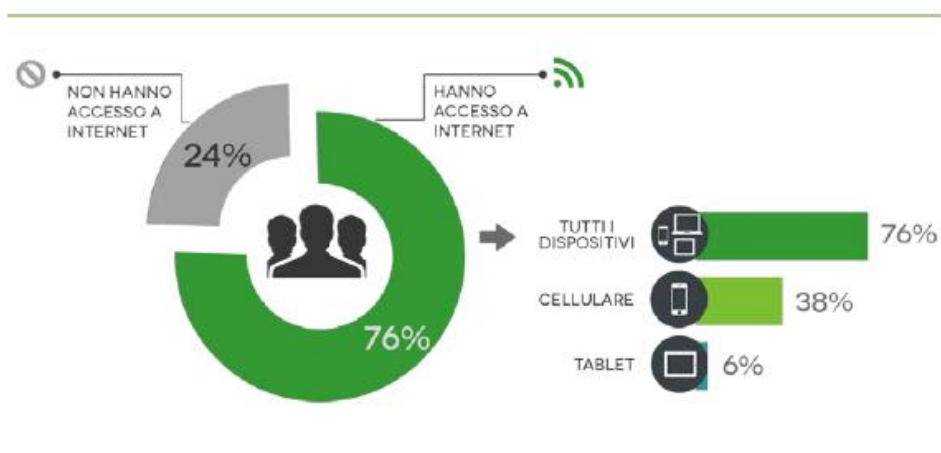 NON HANNO
ACCESSO A
INTERNET
HANNO
ACCESSO A
INTERNET
24%
76%
TUTTI I
DISPOSITIVI
76%
CELLULARE
38%
TABLET
6%